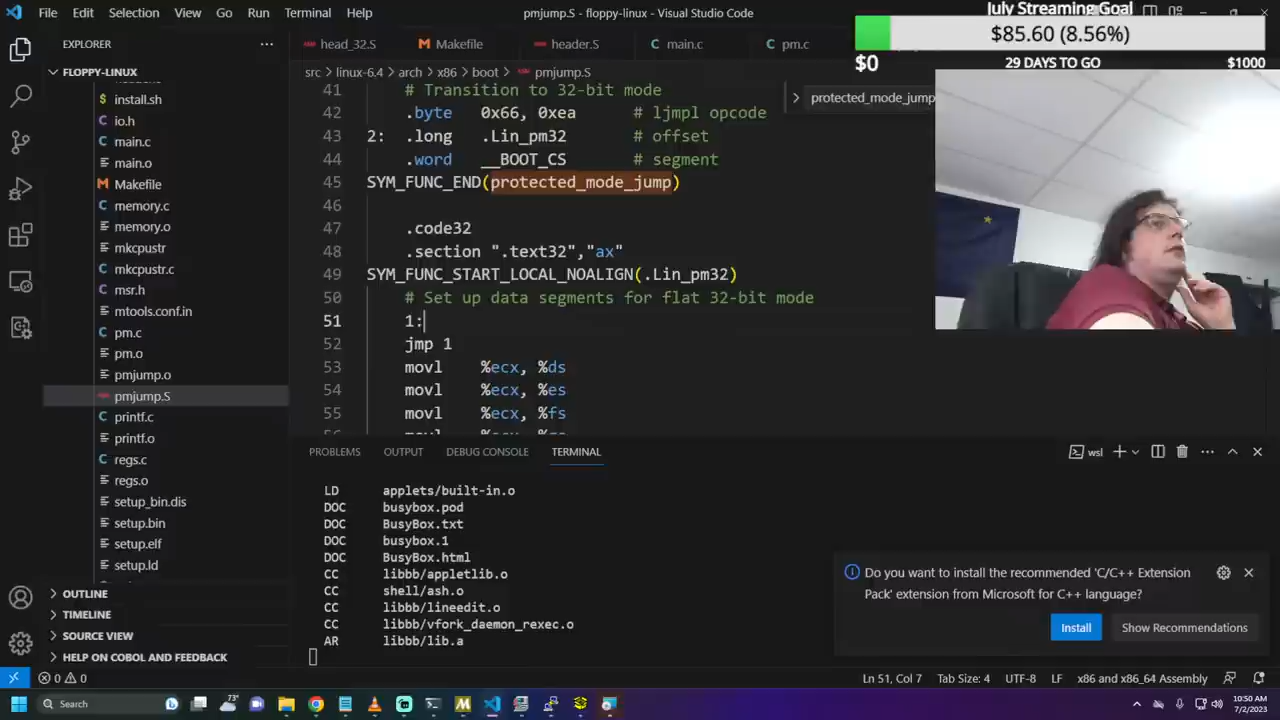 File Edit Selection View Go Run Terminal Help
pmjump.S - floppy-linux - Visual Studio Code
July Streaming Goal
$85.60 (8.56%)
$0 29 DAYS TO GO $1000
EXPLORER
FLOPPY-LINUX
install.sh
io.h
main.c
main.o
Makefile
memory.c
memory.o
mkcpustr
mkcpustr.c
msr.h
mtools.conf.in
pm.c
pm.o
pmjump.o
pmjump.S
printf.c
printf.o
regs.c
regs.o
setup_bin.dis
setup.bin
setup.elf
setup.ld
OUTLINE
TIMELINE
SOURCE VIEW
HELP ON COBOL AND FEEDBACK
head_32.S Makefile header.S main.c pm.c
src > linux-6.4 > arch > x86 > boot > pmjump.S
protected_mode_jump
41 # Transition to 32-bit mode
42 .byte 0x66, 0xea # ljmpl opcode
43 2: .long .Lin_pm32 # offset
44 .word __BOOT_CS # segment
45 SYM_FUNC_END(protected_mode_jump)
46
47 .code32
48 .section ".text32","ax"
49 SYM_FUNC_START_LOCAL_NOALIGN(.Lin_pm32)
50 # Set up data segments for flat 32-bit mode
51 1:
52 jmp 1
53 movl %ecx, %ds
54 movl %ecx, %es
55 movl %ecx, %fs
PROBLEMS OUTPUT DEBUG CONSOLE TERMINAL
wsl
LD applets/built-in.o
DOC busybox.pod
DOC BusyBox.txt
DOC busybox.1
DOC BusyBox.html
CC libbb/appletlib.o
CC shell/ash.o
CC libbb/lineedit.o
CC libbb/vfork_daemon_rexec.o
AR libbb/lib.a
Do you want to install the recommended 'C/C++ Extension
Pack' extension from Microsoft for C++ language?
Install Show Recommendations
0 0 Ln 51, Col 7 Tab Size: 4 UTF-8 LF x86 and x86_64 Assembly
Search
73°
10:50 AM
7/2/2023